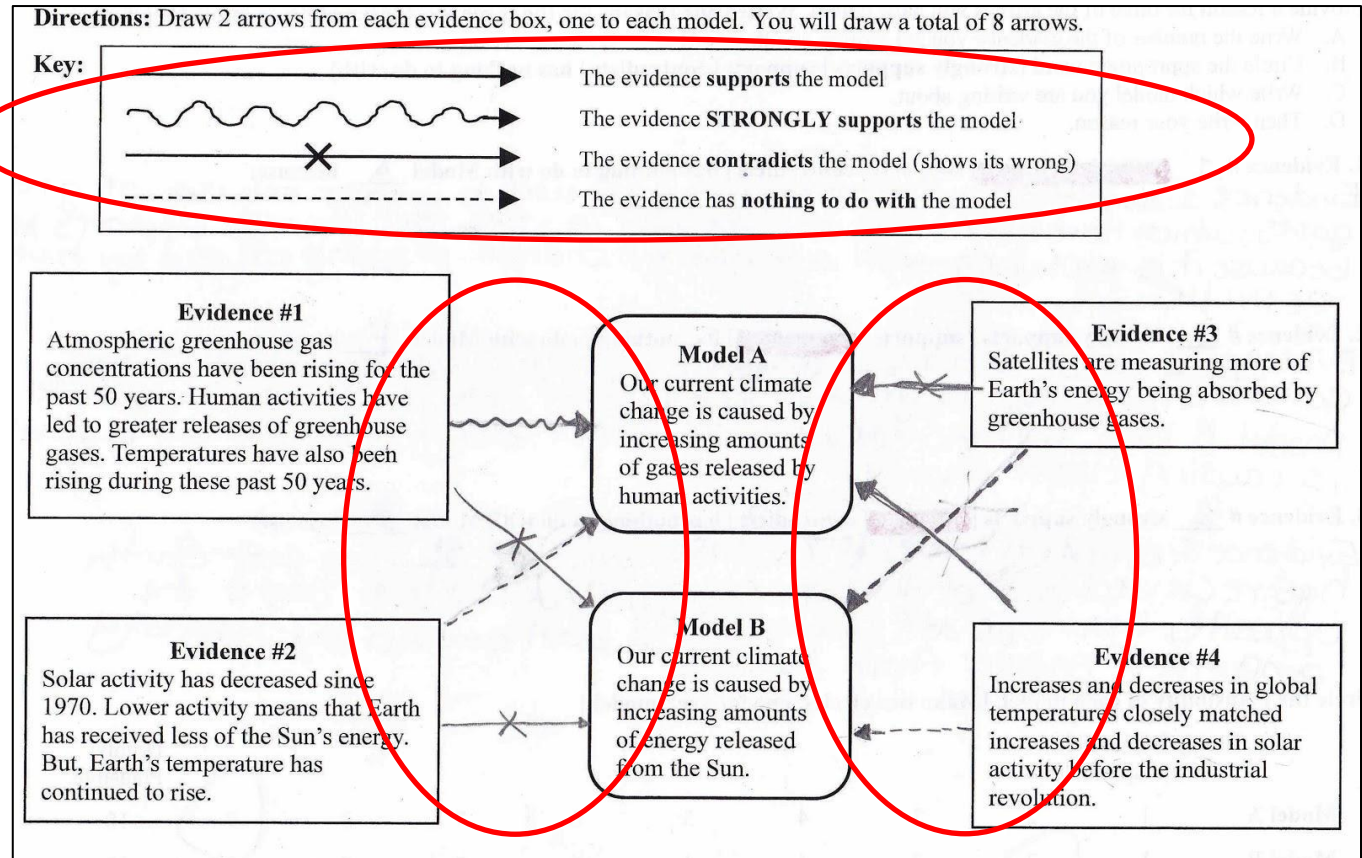 Directions: Draw 2 arrows from each evidence box, one to each model. You will draw a total of 8 arrows.
Key:
The evidence supports the model
The evidence STRONGLY supports the model
The evidence contradicts the model (shows its wrong)
The evidence has nothing to do with the model
Evidence #1
Atmospheric greenhouse gas
concentrations have been rising for the
past 50 years. Human activities have
led to greater releases of greenhouse
gases. Temperatures have also been
rising during these past 50 years.
Model A
Our current climate
change is caused by
increasing amounts
of gases released by
human activities.
Evidence #3
Satellites are measuring more of
Earth's energy being absorbed by
greenhouse gases.
Evidence #2
Solar activity has decreased since
1970. Lower activity means that Earth
has received less of the Sun's energy.
But, Earth's temperature has
continued to rise.
Model B
Our current climate
change is caused by
increasing amounts
of energy released
from the Sun.
Evidence #4
Increases and decreases in global
temperatures closely matched
increases and decreases in solar
activity before the industrial
revolution.